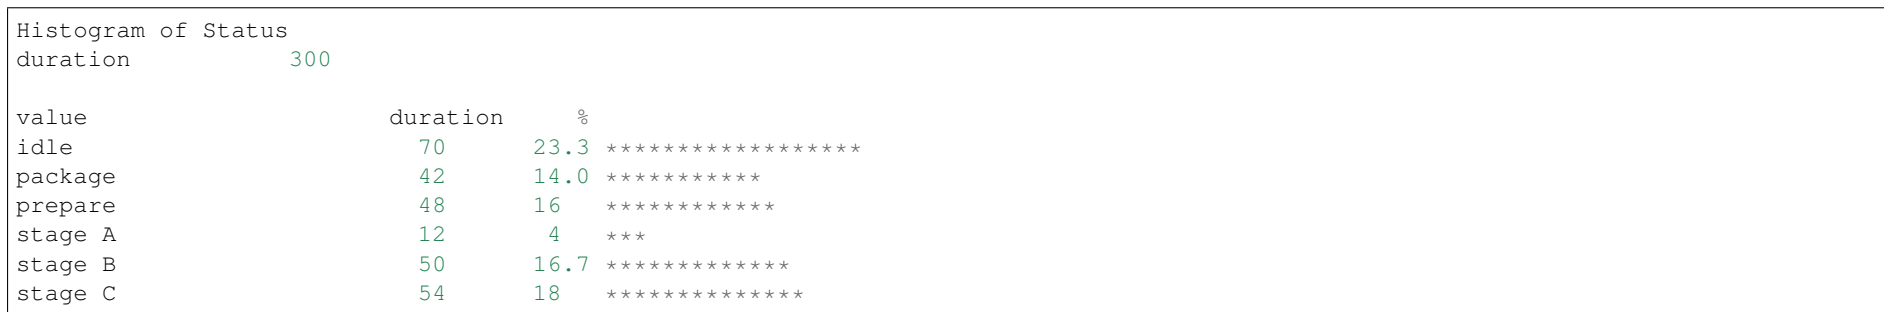 Histogram of Status
duration 300
value duration %
idle 70 23.3 ******************
package 42 14.0 ***********
prepare 48 16 ************
stage A 12 4 ***
stage B 50 16.7 *************
stage C 54 18 **************